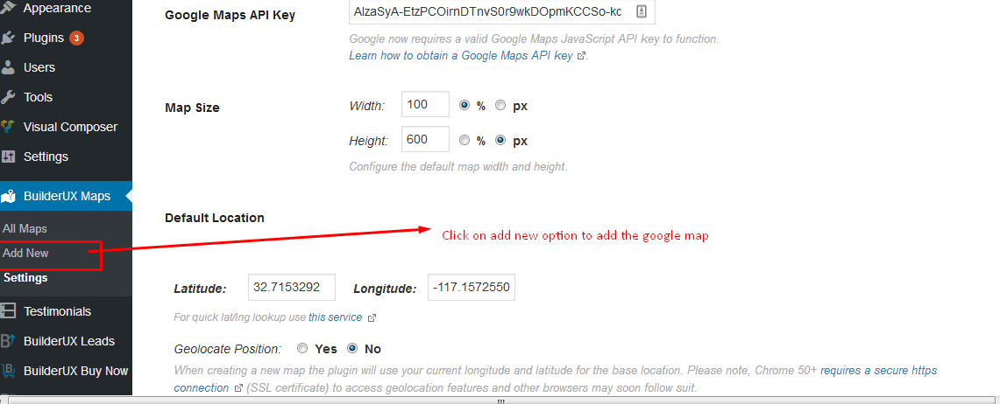 Appearance
Plugins 3
Users
Tools
Visual Composer
Settings
BuilderUX Maps
All Maps
Add New
Settings
Testimonials
BuilderUX Leads
BuilderUX Buy Now
Google Maps API Key
AIzaSyA-EtzPCOirnDTnvS0r9wkDOpmKCCSo-kc
Google now requires a valid Google Maps JavaScript API key to function.
Learn how to obtain a Google Maps API key.
Map Size
Width: 100 % px
Height: 600 % px
Configure the default map width and height.
Default Location
Click on add new option to add the google map
Latitude: 32.7153292 Longitude: -117.1572550
For quick lat/lng lookup use this service
Geolocate Position: Yes No
When creating a new map the plugin will use your current longitude and latitude for the base location. Please note, Chrome 50+ requires a secure https
connection (SSL certificate) to access geolocation features and other browsers may soon follow suit.